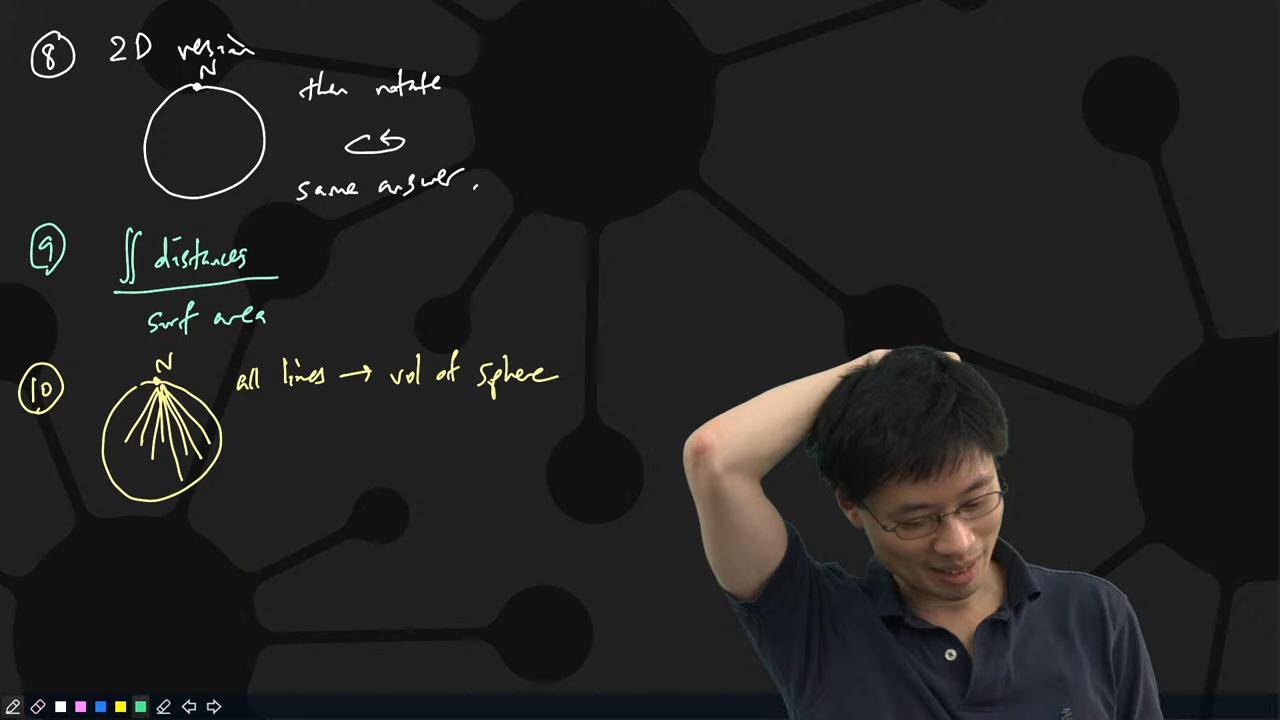 ⑧ 2D version
N
then rotate
same answer.
⑨ ∬ distances
surf area
⑩ N
all lines → vol of sphere